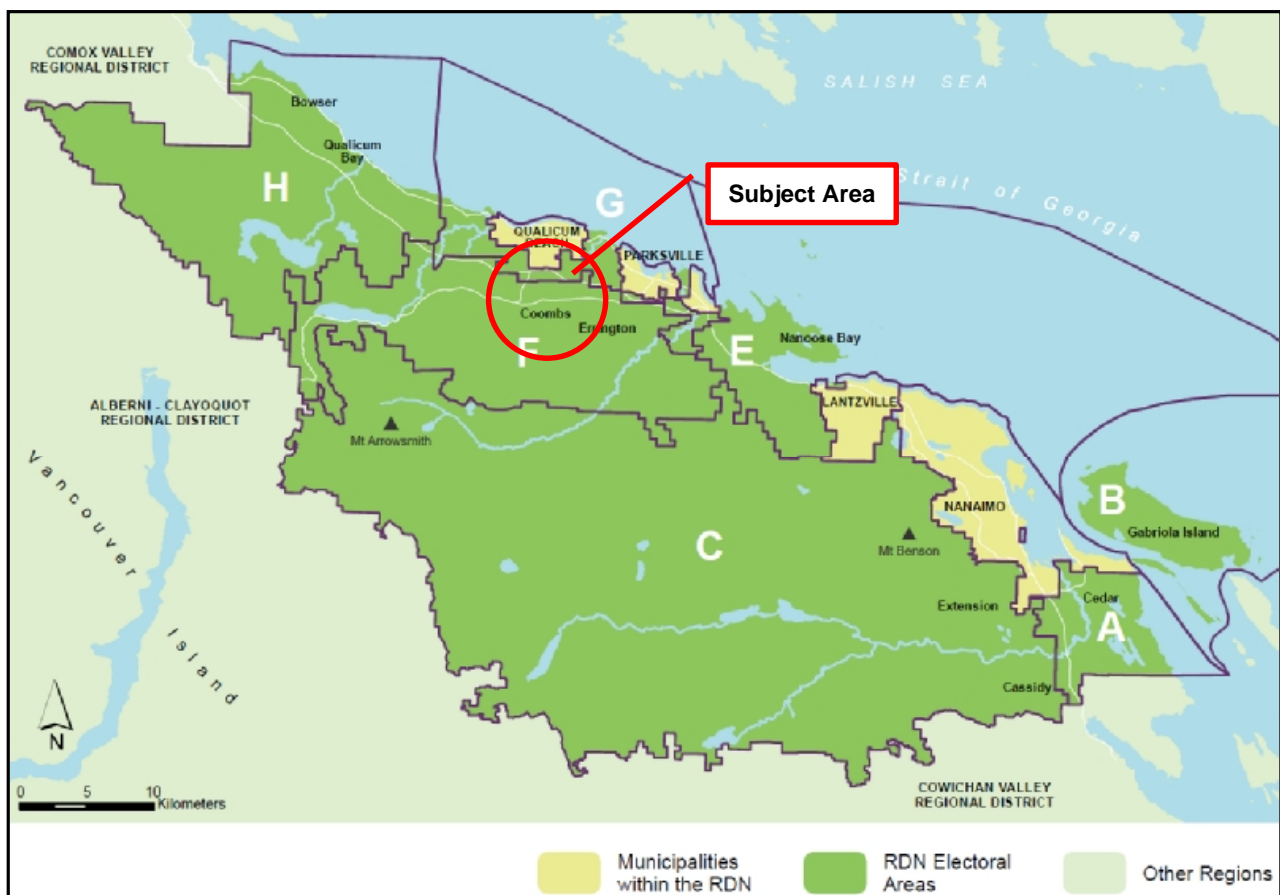 COMOX VALLEY
REGIONAL DISTRICT
SALISH SEA
Bowser
Qualicum
Bay
H
Strait of Georgia
Subject Area
G
QUALICUM
BEACH
PARKSVILLE
Coombs
Errington
F
E
Nanoose Bay
ALBERNI - CLAYOQUOT
REGIONAL DISTRICT
LANTZVILLE
Mt Arrowsmith
Vancouver Island
B
NANAIMO
Gabriola Island
C
Mt Benson
Extension
Cedar
A
Cassidy
N
0 5 10
Kilometers
COWICHAN VALLEY
REGIONAL DISTRICT
Municipalities
within the RDN
RDN Electoral
Areas
Other Regions